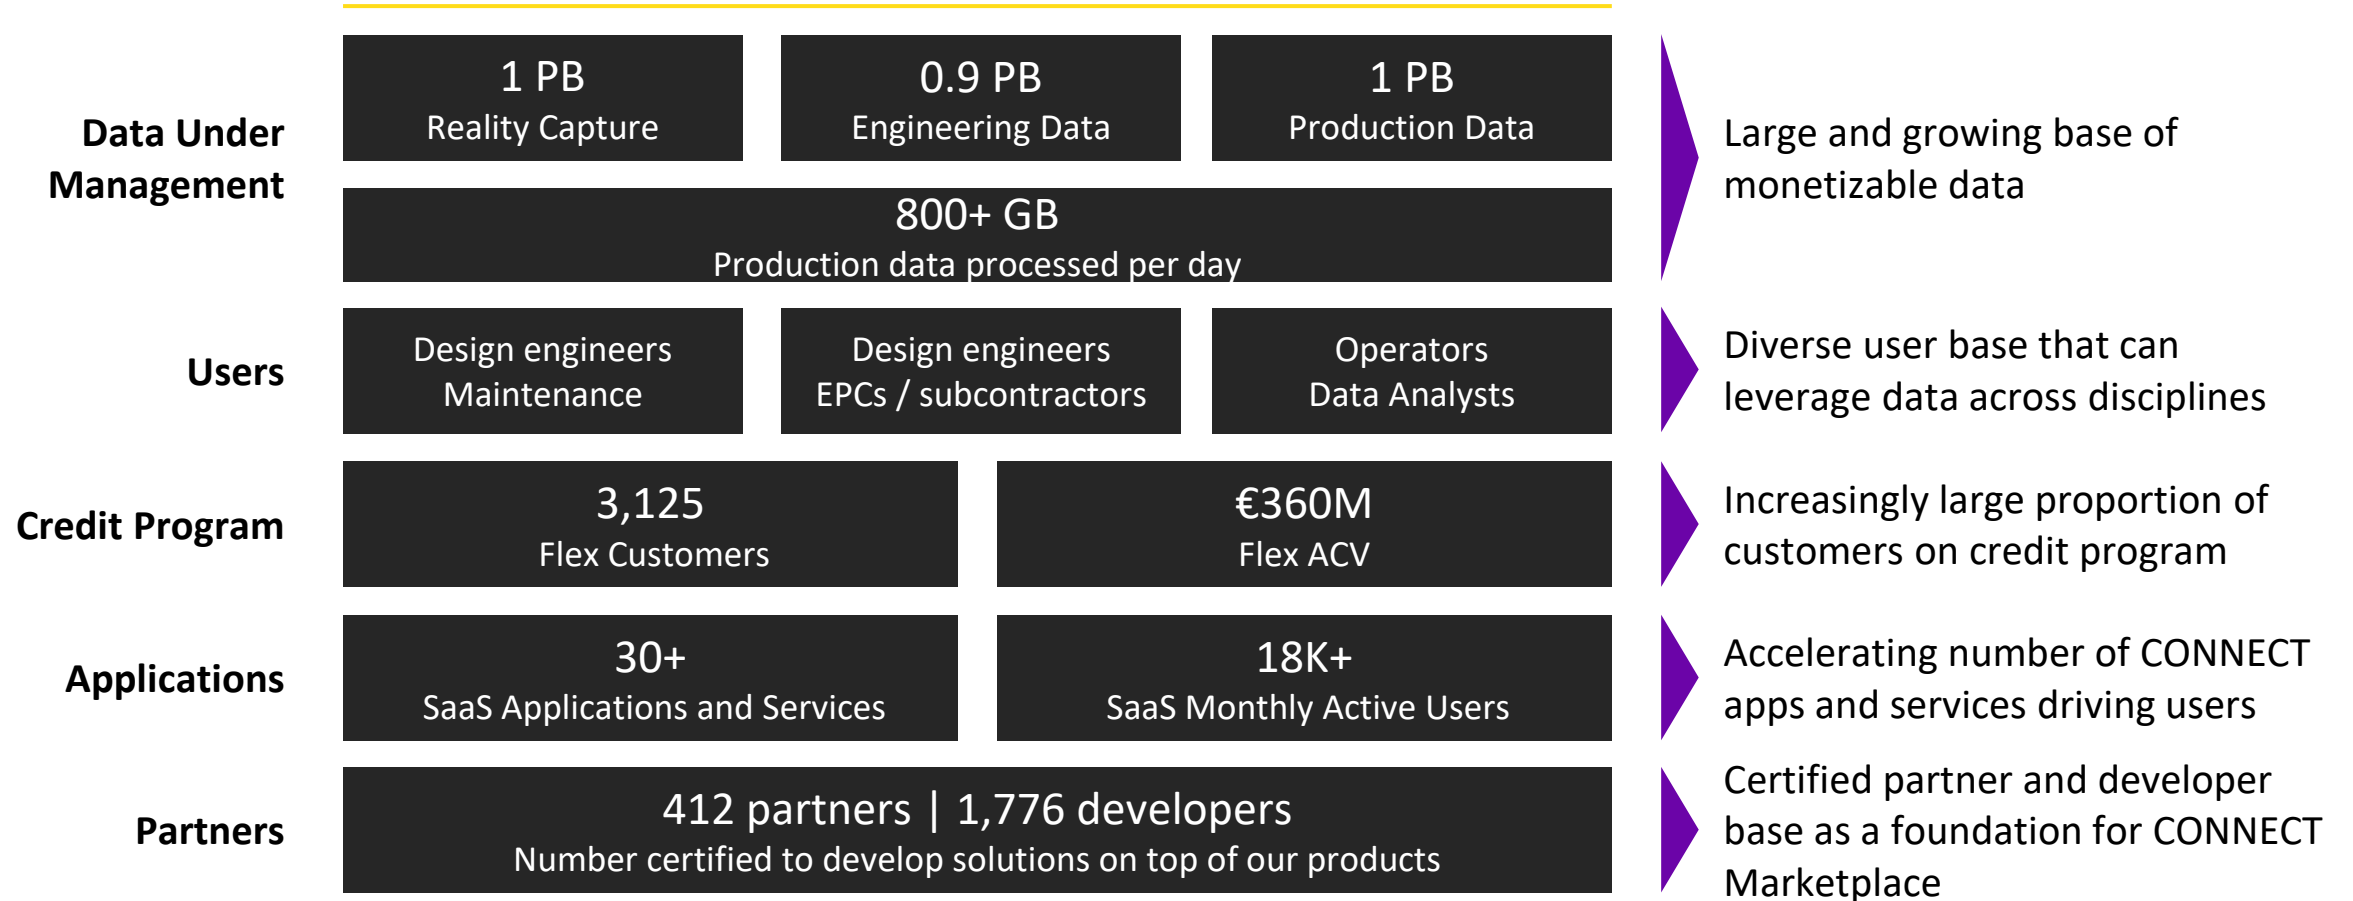 Data Under
Management
1 PB
Reality Capture
0.9 PB
Engineering Data
1 PB
Production Data
800+ GB
Production data processed per day
Large and growing base of
monetizable data
Users
Design engineers
Maintenance
Design engineers
EPCs / subcontractors
Operators
Data Analysts
Diverse user base that can
leverage data across disciplines
Credit Program
3,125
Flex Customers
€360M
Flex ACV
Increasingly large proportion of
customers on credit program
Applications
30+
SaaS Applications and Services
18K+
SaaS Monthly Active Users
Accelerating number of CONNECT
apps and services driving users
Partners
412 partners | 1,776 developers
Number certified to develop solutions on top of our products
Certified partner and developer
base as a foundation for CONNECT
Marketplace